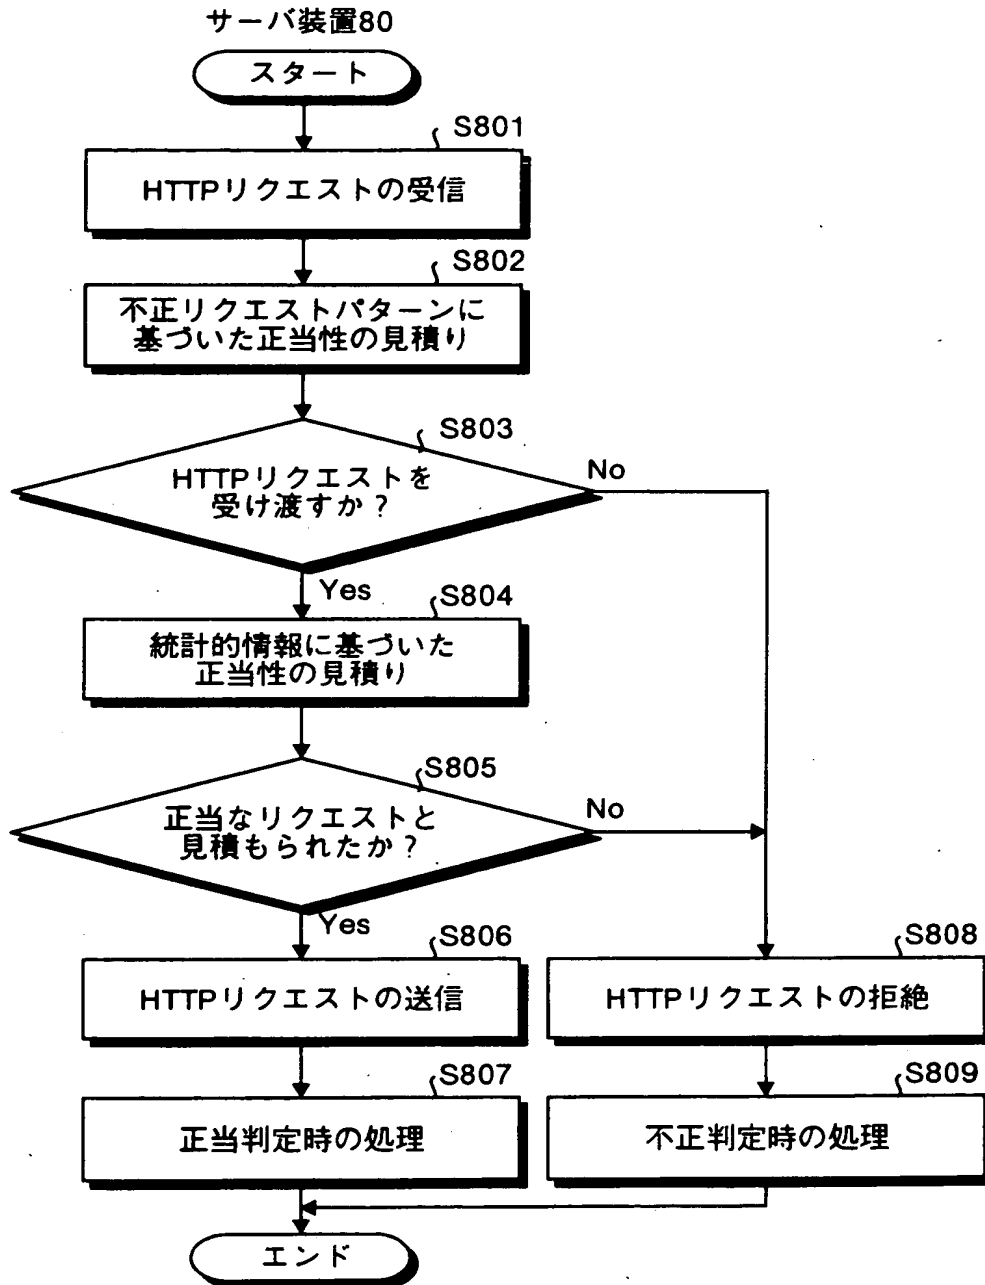 サーバ装置80
スタート
S801
HTTPリクエストの受信
S802
不正リクエストパターンに
基づいた正当性の見積り
S803
HTTPリクエストを
受け渡すか？
No
Yes
S804
統計的情報に基づいた
正当性の見積り
S805
正当なリクエストと
見積もられたか？
No
Yes
S806
HTTPリクエストの送信
S808
HTTPリクエストの拒絶
S807
正当判定時の処理
S809
不正判定時の処理
エンド